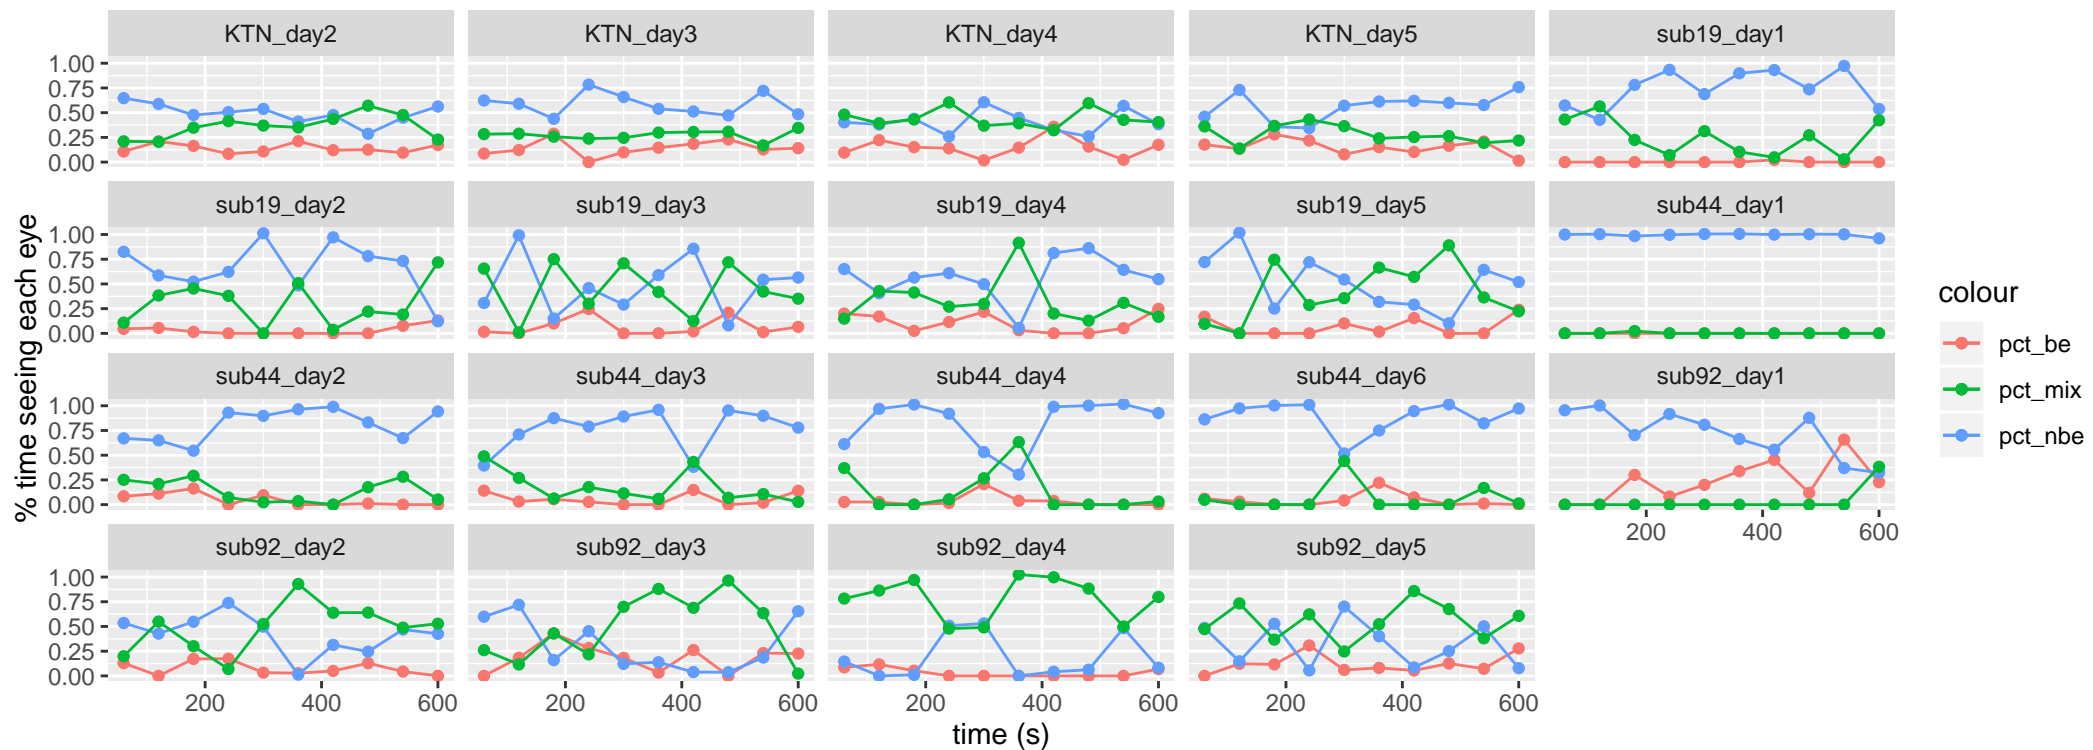 KTN_day2 KTN_day3 KTN_day4 KTN_day5 sub19_day1
1.00
0.75
0.50
0.25
0.00
sub19_day2 sub19_day3 sub19_day4 sub19_day5 sub44_day1
1.00
0.75
0.50
0.25
0.00
sub44_day2 sub44_day3 sub44_day4 sub44_day6 sub92_day1
1.00
0.75
0.50
0.25
0.00
200 400 600
sub92_day2 sub92_day3 sub92_day4 sub92_day5
1.00
0.75
0.50
0.25
0.00
200 400 600 200 400 600 200 400 600 200 400 600
time (s)
% time seeing each eye
colour
pct_be
pct_mix
pct_nbe